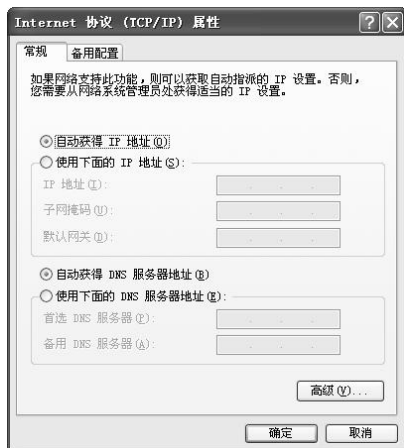 Internet 协议 (TCP/IP) 属性
常规 备用配置
如果网络支持此功能，则可以获取自动指派的 IP 设置。否则，
您需要从网络系统管理员处获得适当的 IP 设置。
自动获得 IP 地址(O)
使用下面的 IP 地址(S):
IP 地址(I):
子网掩码(U):
默认网关(D):
自动获得 DNS 服务器地址(B)
使用下面的 DNS 服务器地址(E):
首选 DNS 服务器(P):
备用 DNS 服务器(A):
高级(V)...
确定 取消